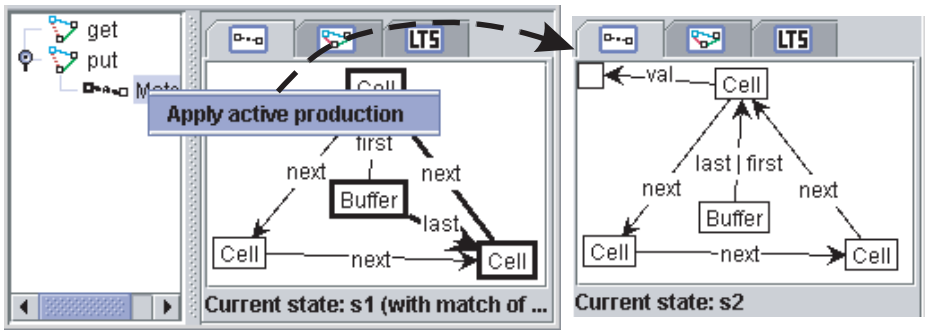 get
put
LTS
LTS
Apply active production
Cell
first
next
next
Buffer
last
Cell
next
Cell
Current state: s1 (with match of ...
val
Cell
last first
next
next
Buffer
Cell
next
Cell
Current state: s2